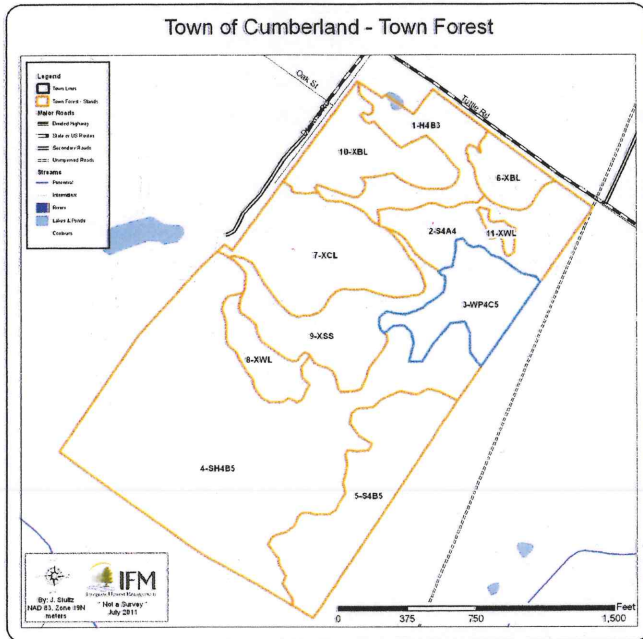 Town of Cumberland - Town Forest
Legend
Town Lines
Town Forest - Stands
Major Roads
Divided Highway
State or US Routes
Secondary Roads
Unimproved Roads
Streams
Perennial
Intermittent
Rivers
Lakes & Ponds
Contours
Oak St
Tuttle Rd
1-H4B3
10-XBL
6-XBL
2-S4A4
11-XWL
7-XCL
3-WP4C5
9-XSS
8-XWL
4-SH4B5
5-S4B5
By: J. Stultz
NAD 83, Zone 19N
meters
IFM
" Not a Survey "
July 2011
Feet
0 375 750 1,500